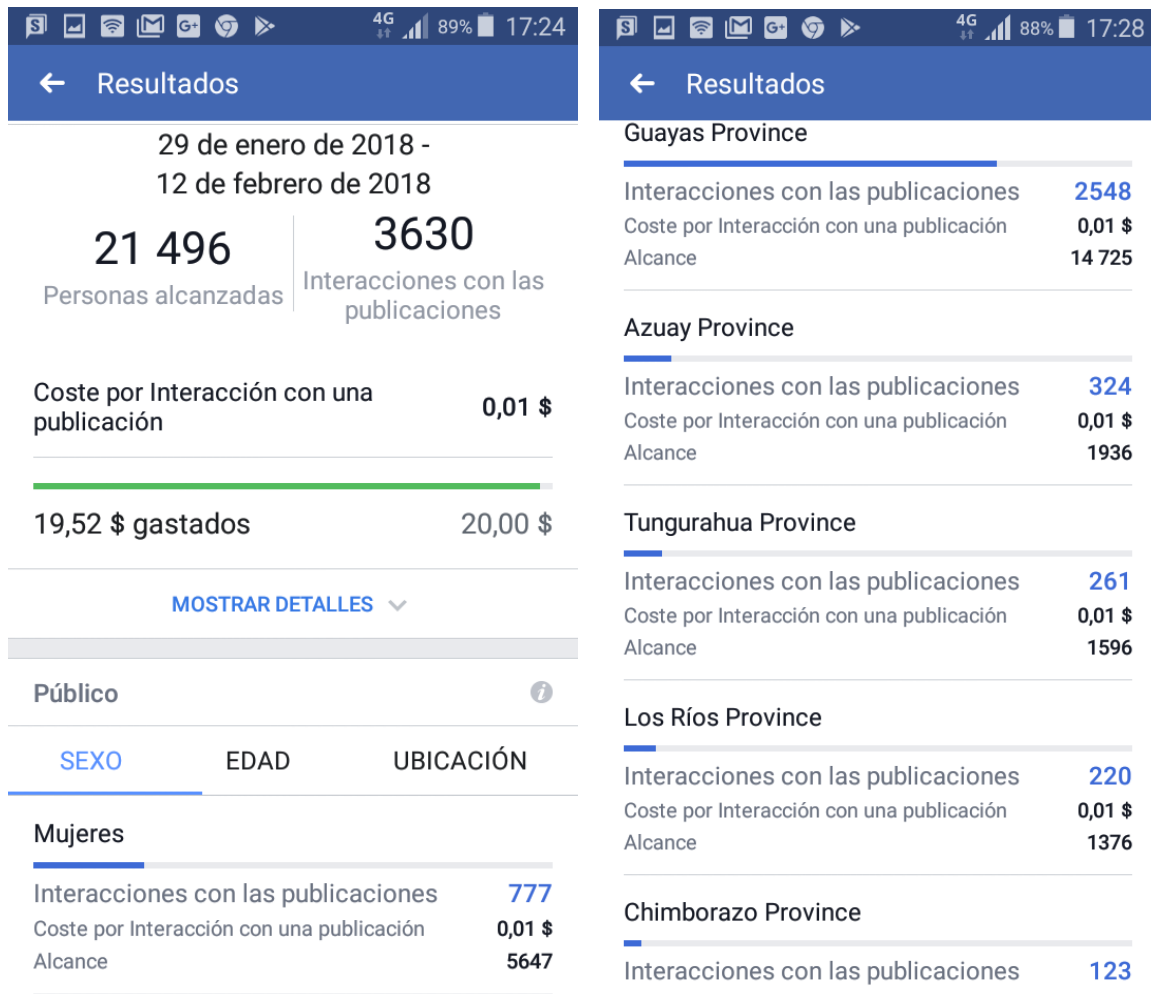 4G 89% 17:24
Resultados
29 de enero de 2018 -
12 de febrero de 2018
21 496
Personas alcanzadas
3630
Interacciones con las
publicaciones
Coste por Interacción con una
publicación
0,01 $
19,52 $ gastados
20,00 $
MOSTRAR DETALLES
Público
SEXO EDAD UBICACIÓN
Mujeres
Interacciones con las publicaciones 777
Coste por Interacción con una publicación 0,01 $
Alcance 5647
4G 88% 17:28
Resultados
Guayas Province
Interacciones con las publicaciones 2548
Coste por Interacción con una publicación 0,01 $
Alcance 14 725
Azuay Province
Interacciones con las publicaciones 324
Coste por Interacción con una publicación 0,01 $
Alcance 1936
Tungurahua Province
Interacciones con las publicaciones 261
Coste por Interacción con una publicación 0,01 $
Alcance 1596
Los Ríos Province
Interacciones con las publicaciones 220
Coste por Interacción con una publicación 0,01 $
Alcance 1376
Chimborazo Province
Interacciones con las publicaciones 123